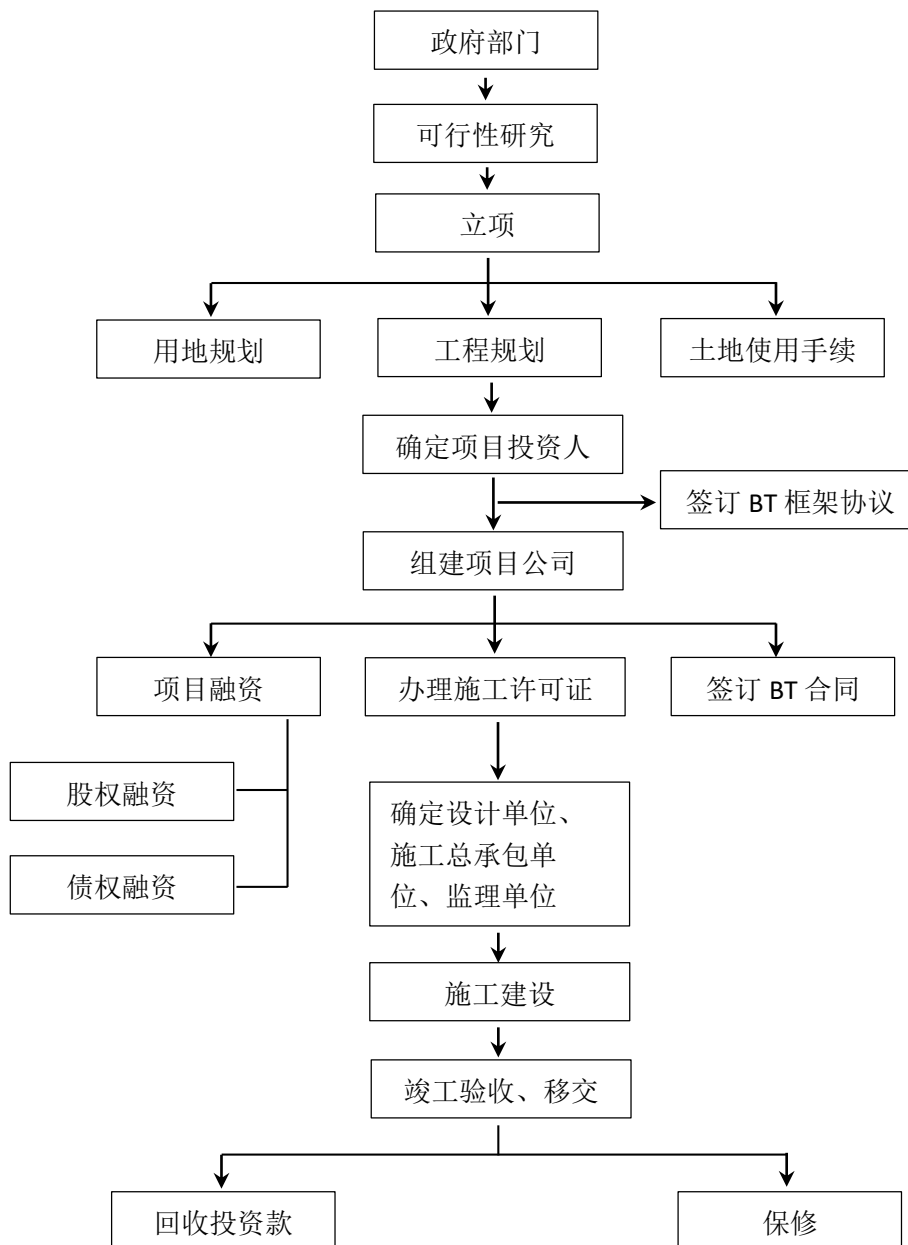 政府部门
可行性研究
立项
用地规划
工程规划
土地使用手续
确定项目投资人
签订 BT 框架协议
组建项目公司
项目融资
办理施工许可证
签订 BT 合同
股权融资
确定设计单位、
施工总承包单
位、监理单位
债权融资
施工建设
竣工验收、移交
回收投资款
保修